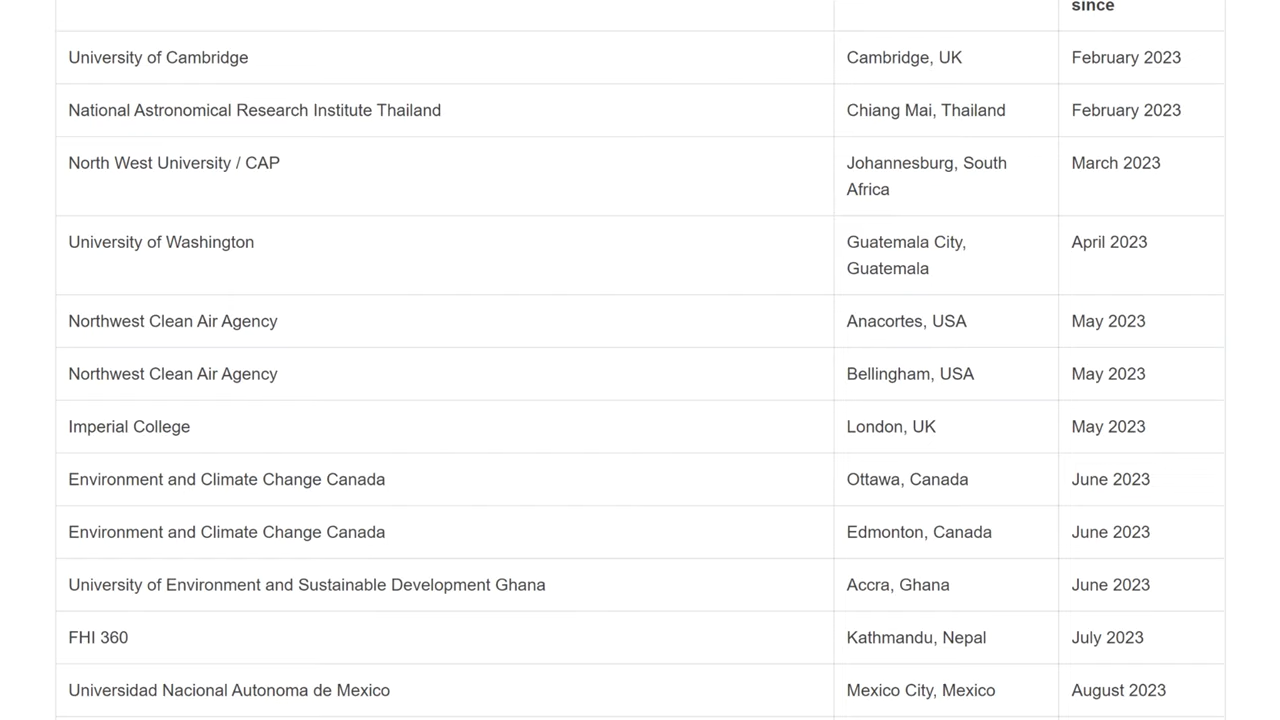 since
University of Cambridge
Cambridge, UK
February 2023
National Astronomical Research Institute Thailand
Chiang Mai, Thailand
February 2023
North West University / CAP
Johannesburg, South
Africa
March 2023
University of Washington
Guatemala City,
Guatemala
April 2023
Northwest Clean Air Agency
Anacortes, USA
May 2023
Northwest Clean Air Agency
Bellingham, USA
May 2023
Imperial College
London, UK
May 2023
Environment and Climate Change Canada
Ottawa, Canada
June 2023
Environment and Climate Change Canada
Edmonton, Canada
June 2023
University of Environment and Sustainable Development Ghana
Accra, Ghana
June 2023
FHI 360
Kathmandu, Nepal
July 2023
Universidad Nacional Autonoma de Mexico
Mexico City, Mexico
August 2023